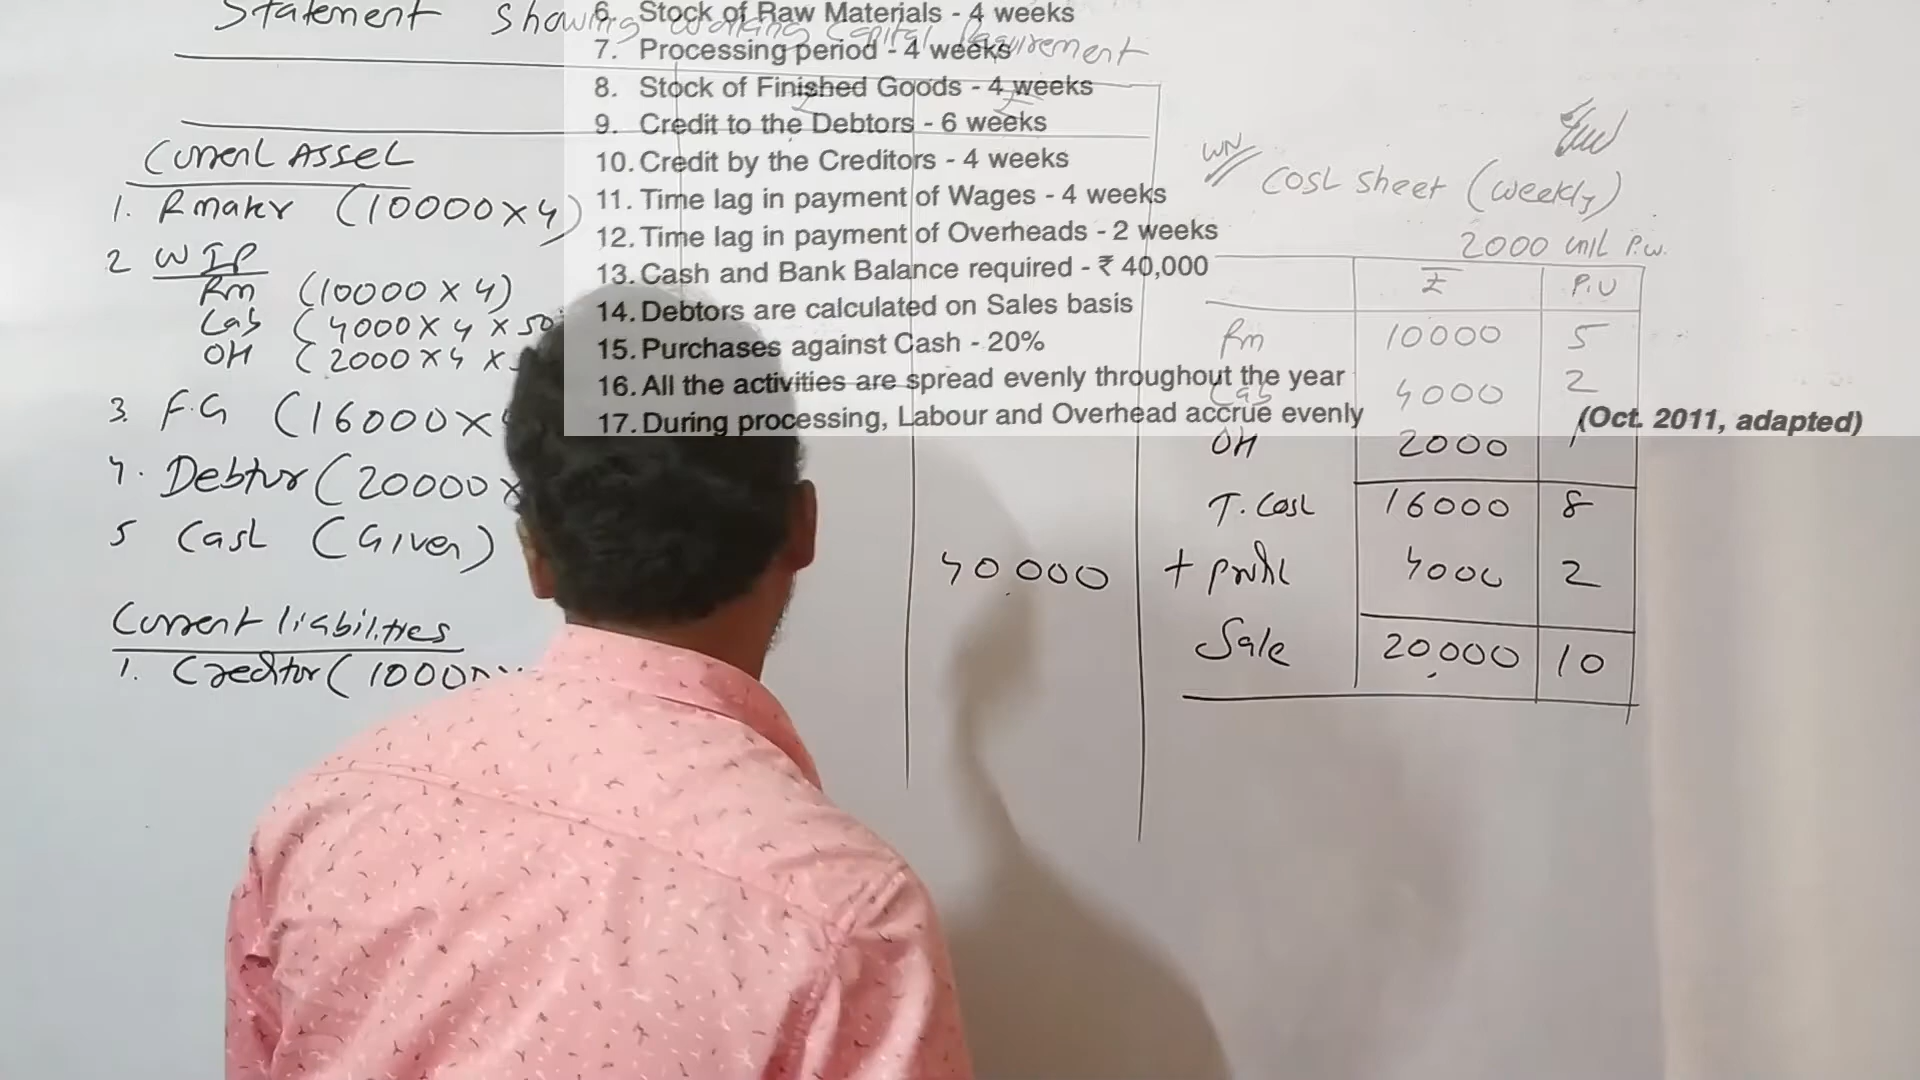 Statement Showing Working Capital Requirement
6. Stock of Raw Materials - 4 weeks
7. Processing period - 4 weeks
8. Stock of Finished Goods - 4 weeks
9. Credit to the Debtors - 6 weeks
10. Credit by the Creditors - 4 weeks
11. Time lag in payment of Wages - 4 weeks
12. Time lag in payment of Overheads - 2 weeks
13. Cash and Bank Balance required - ₹ 40,000
14. Debtors are calculated on Sales basis
15. Purchases against Cash - 20%
16. All the activities are spread evenly throughout the year
17. During processing, Labour and Overhead accrue evenly
(Oct. 2011, adapted)
Current Asset
1. Rmater (10000 × 4)
2 WIP
Rm (10000 × 4)
Lab (4000 × 4 × 50
OH (2000 × 4 ×
3. F.G (16000 ×
4. Debtor (20000 ×
5 Cash (Given)
40,000
Current liabilities
1. Creditor (10000
WN
Cost sheet (weekly)
2000 unit P.w.
₹ P.U
Rm 10000 5
Lab 4000 2
OH 2000 1
T. Cost 16000 8
+ profit 4000 2
Sale 20,000 10